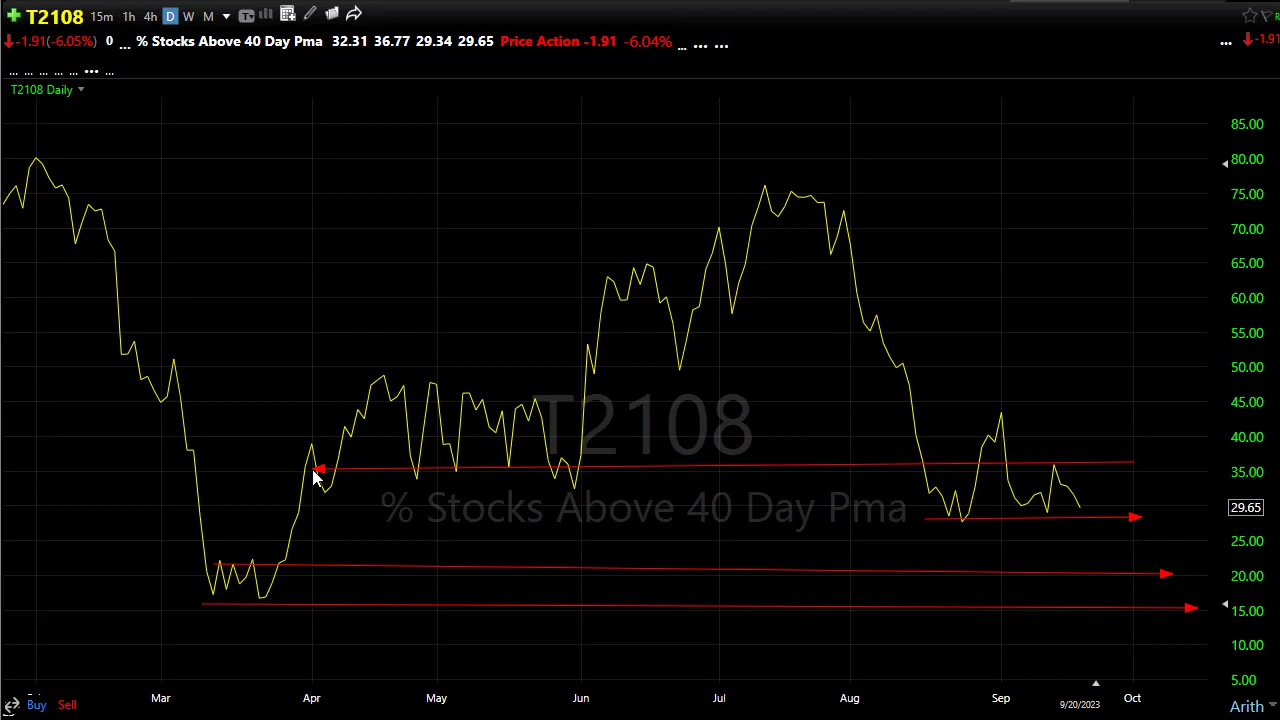 T2108 15m 1h 4h D W M
-1.91(-6.05%) 0 ... % Stocks Above 40 Day Pma 32.31 36.77 29.34 29.65 Price Action -1.91 -6.04% ... ... ... ... -1.91
... ... ... ... ... ... ...
T2108 Daily
85.00
80.00
75.00
70.00
65.00
60.00
55.00
50.00
45.00
40.00
35.00
29.65
25.00
20.00
15.00
10.00
5.00
T2108
% Stocks Above 40 Day Pma
Mar Apr May Jun Jul Aug Sep Oct
Buy Sell 9/20/2023 Arith